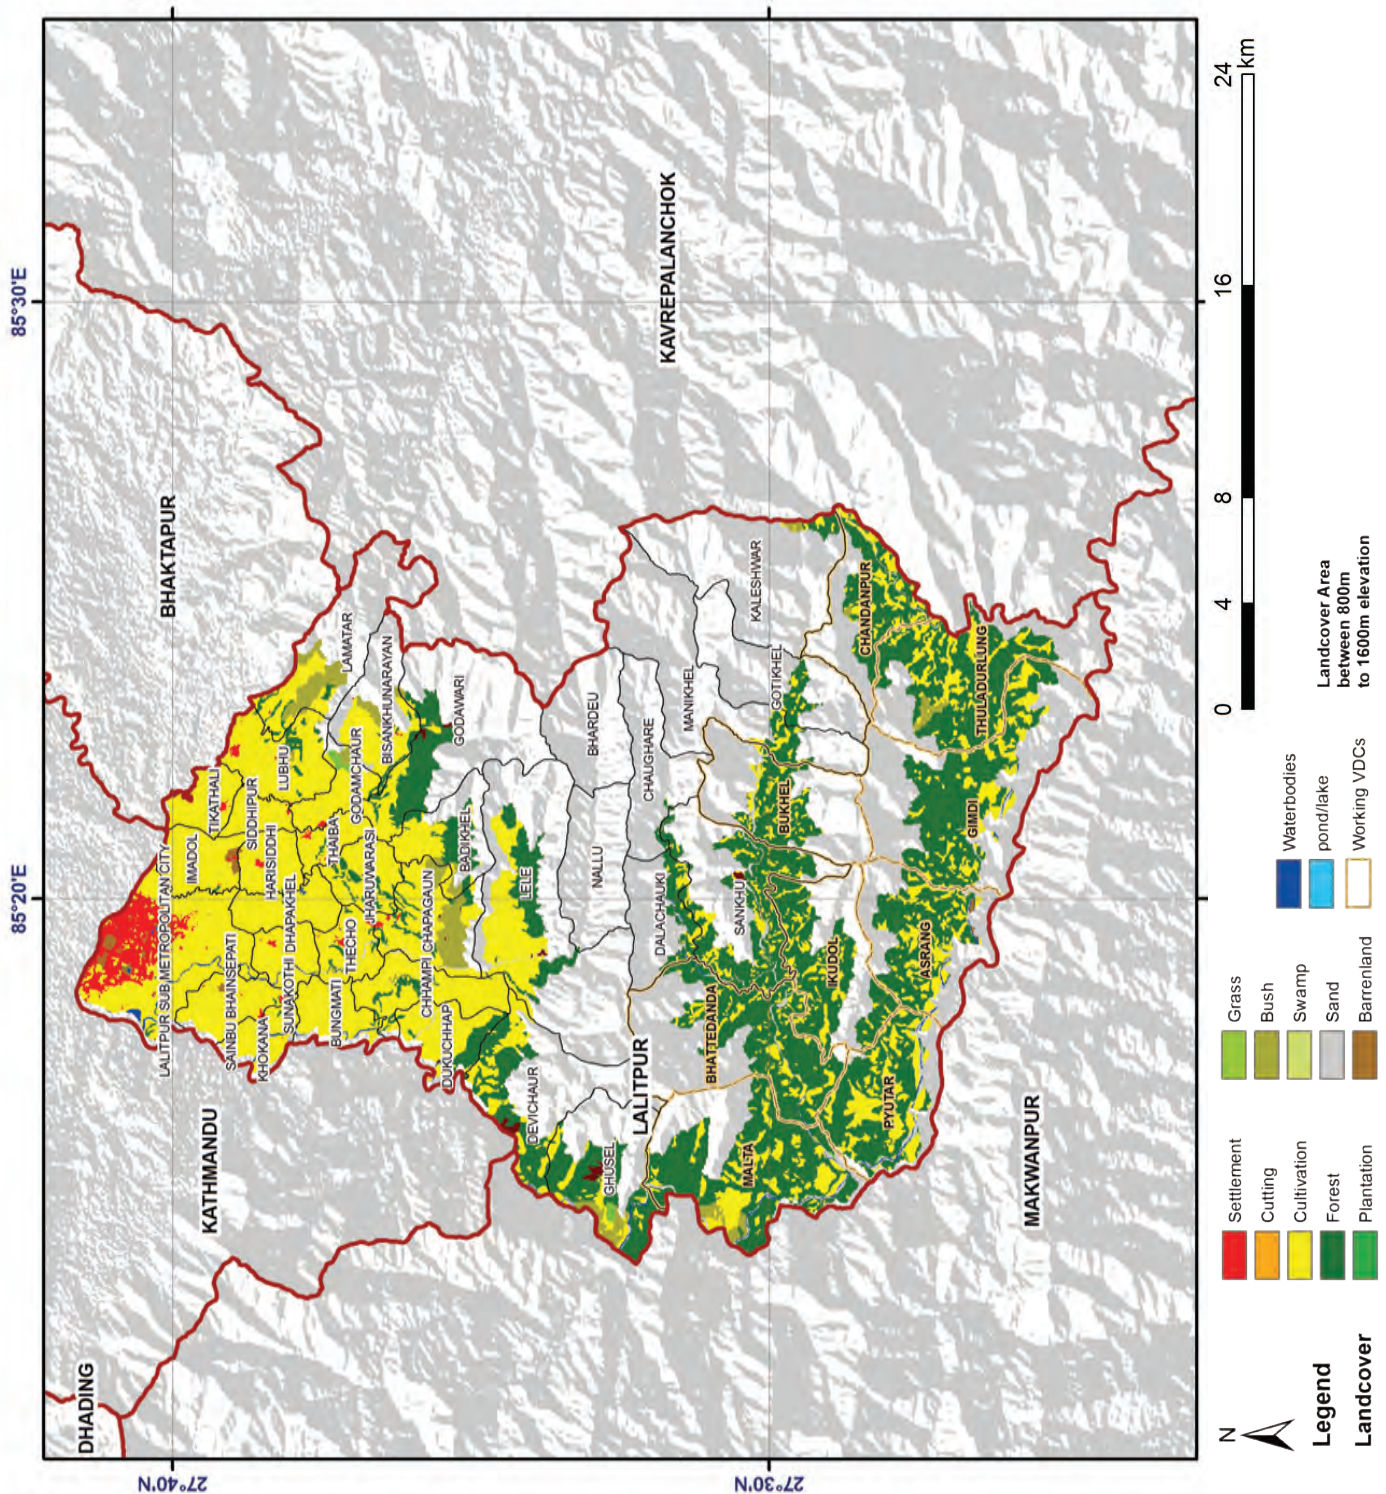 85°20'E
85°30'E
27°40'N
27°30'N
DHADING
KATHMANDU
BHAKTAPUR
KAVREPALANCHOK
MAKWANPUR
LALITPUR
LALITPUR SUB METROPOLITAN CITY
IMADOL
TIKATHALI
SAINBU BHAINSEPATI
SIDDHIPUR
KHOKANA
HARISIDDHI
LUBHU
SUNAKOTHI DHAPAKHEL
BUNGMATI
THECHO
THAIBA
LAMATAR
GODAMCHAUR
JHARUWARASI
BISANKHUNARAYAN
CHHAMPI CHAPAGAUN
DUKUCHHAP
BADIKHEL
GODAWARI
DEVICHAUR
LELE
GHUSEL
NALLU
BHARDEU
CHAUGHARE
DALACHAUKI
MANIKHEL
BHATTEDANDA
SANKHU
KALESHWAR
MALTA
BUKHEL
GOTIKHEL
IKUDOL
PYUTAR
CHANDANPUR
ASRANG
GIMDI
THULADURLUNG
N
Legend
Landcover
Settlement
Cutting
Cultivation
Forest
Plantation
Grass
Bush
Swamp
Sand
Barrenland
Waterbodies
pond/lake
Working VDCs
Landcover Area
between 800m
to 1600m elevation
0 4 8 16 24
km